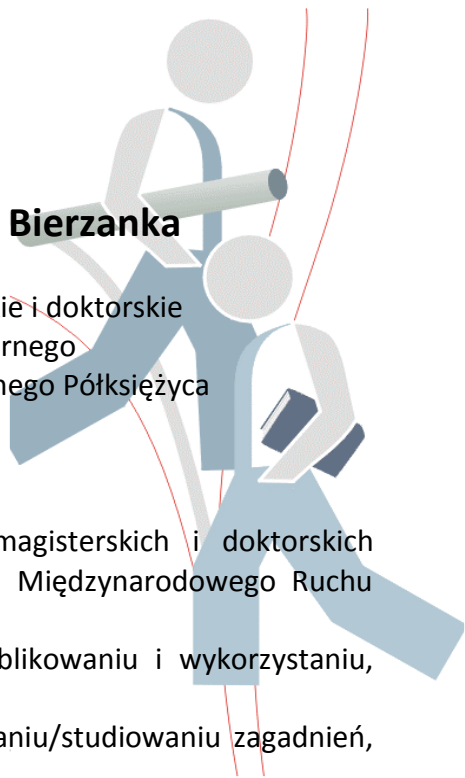 Bierzanka
ie i doktorskie
rnego
nego Półksiężyca
magisterskich i doktorskich
Międzynarodowego Ruchu
blikowaniu i wykorzystaniu,
aniu/studiowaniu zagadnień,